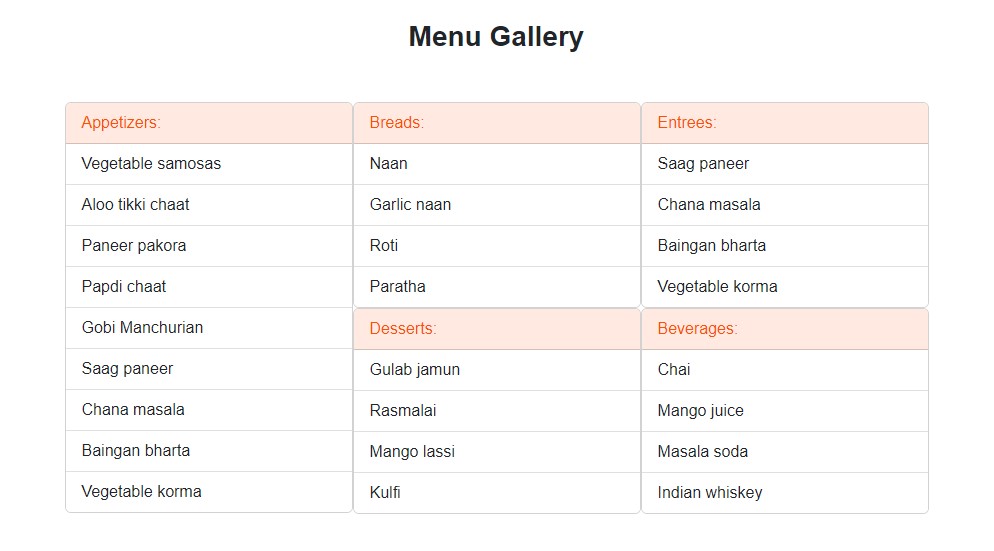 Menu Gallery
Appetizers:
Vegetable samosas
Aloo tikki chaat
Paneer pakora
Papdi chaat
Gobi Manchurian
Saag paneer
Chana masala
Baingan bharta
Vegetable korma
Breads:
Naan
Garlic naan
Roti
Paratha
Desserts:
Gulab jamun
Rasmalai
Mango lassi
Kulfi
Entrees:
Saag paneer
Chana masala
Baingan bharta
Vegetable korma
Beverages:
Chai
Mango juice
Masala soda
Indian whiskey